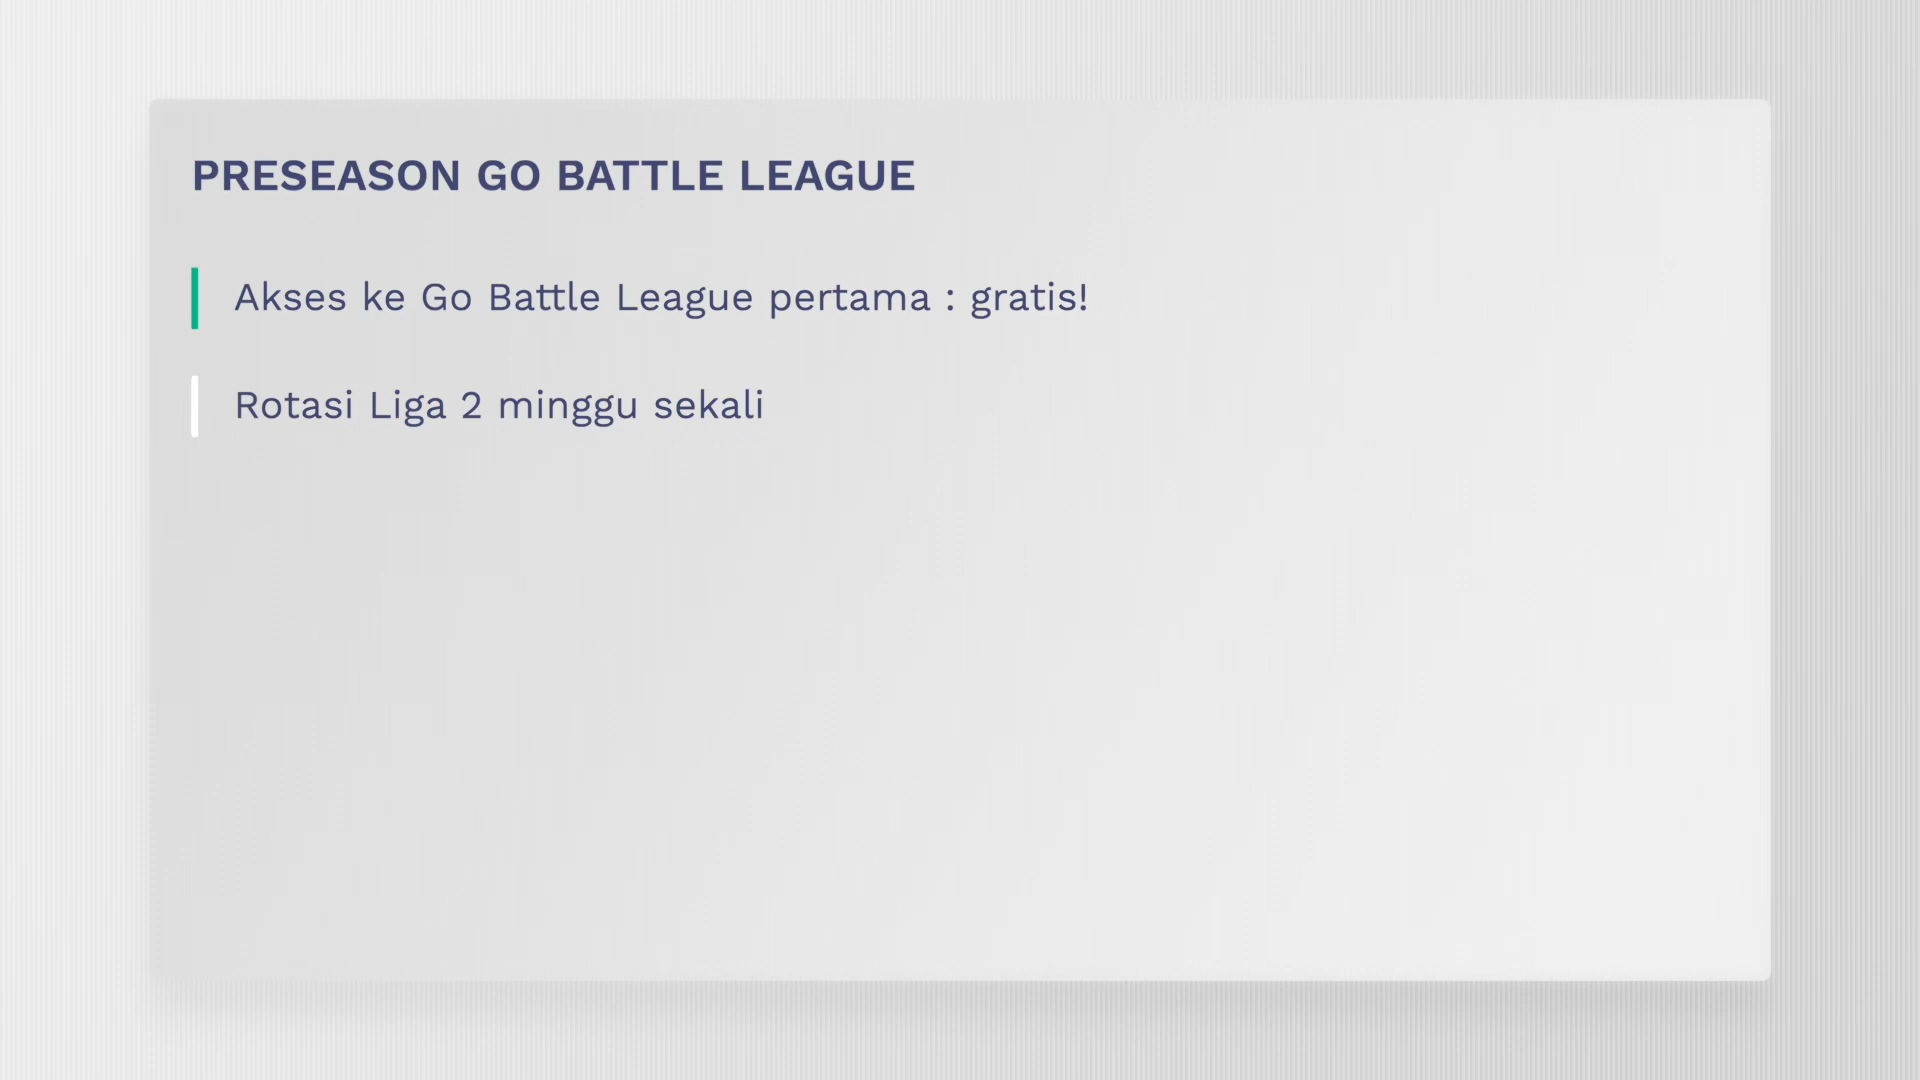 PRESEASON GO BATTLE LEAGUE
Akses ke Go Battle League pertama : gratis!
Rotasi Liga 2 minggu sekali